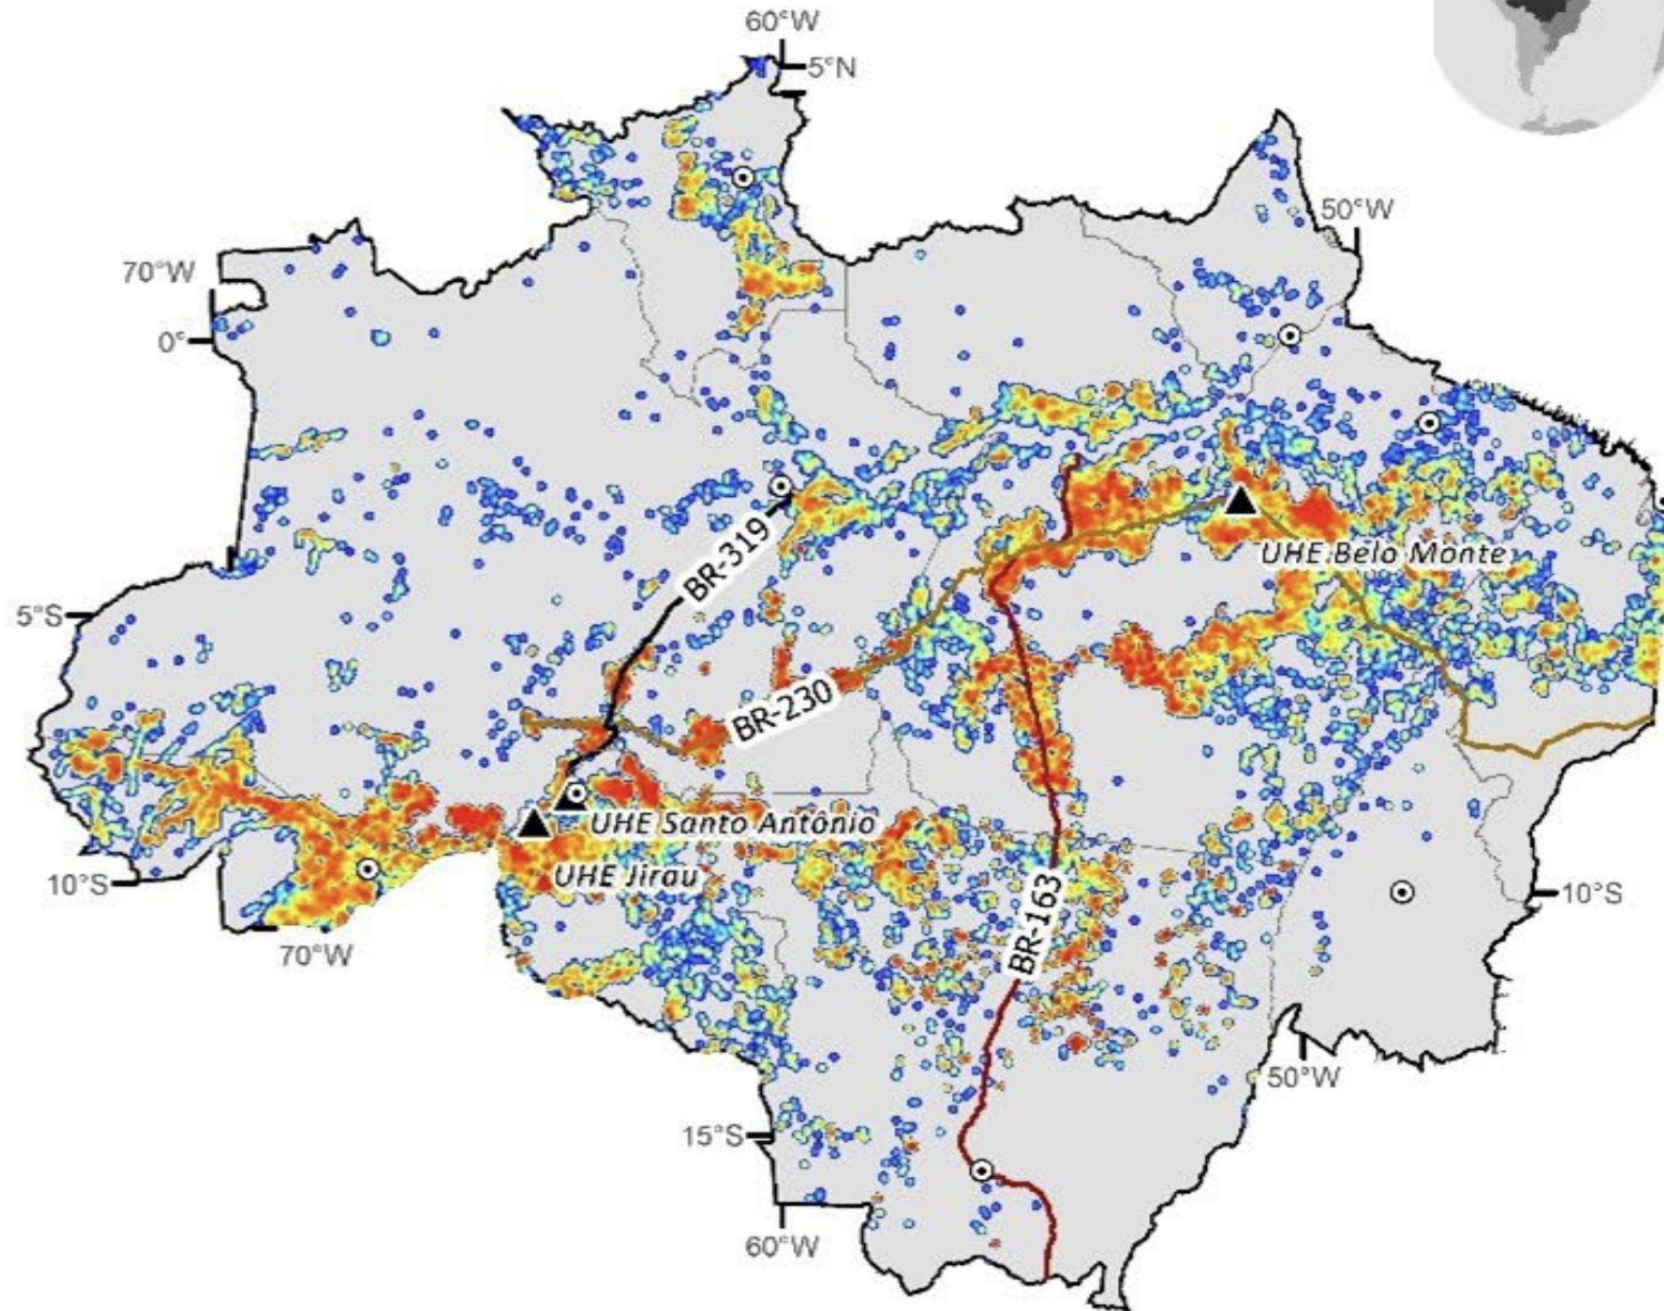 60°W
5°N
50°W
70°W
0°
BR-319
UHE Belo Monte
5°S
BR-230
UHE Santo Antônio
UHE Jirau
10°S
10°S
BR-163
70°W
50°W
15°S
60°W